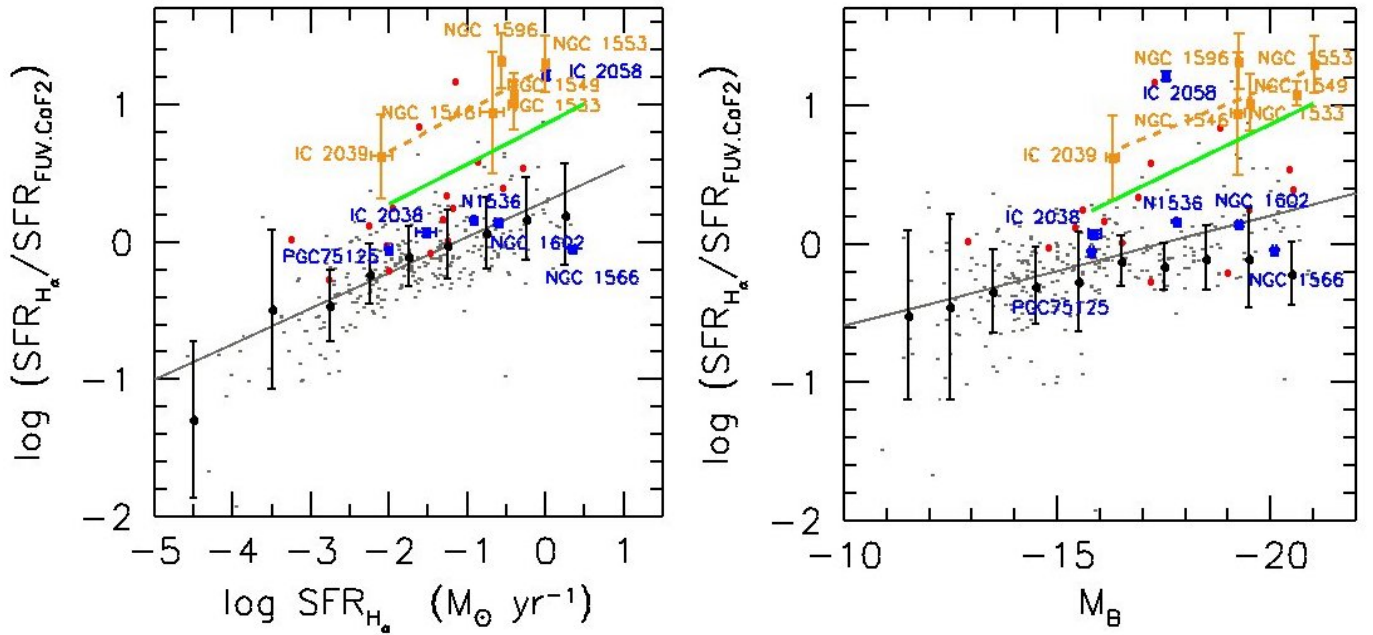 log (SFR_Hα/SFR_FUV.CaF2)
1
0
−1
−2
NGC 1596
NGC 1553
IC 2058
NGC 1549
NGC 1546
NGC 1533
IC 2039
IC 2038
N1536
NGC 1602
PGC75125
NGC 1566
−5
−4
−3
−2
−1
0
1
log SFR_Hα (M⊙ yr⁻¹)
log (SFR_Hα/SFR_FUV.CaF2)
1
0
−1
−2
NGC 1596
NGC 1553
IC 2058
NGC 1549
NGC 1546
NGC 1533
IC 2039
IC 2038
N1536
NGC 1602
PGC75125
NGC 1566
−10
−15
−20
M_B